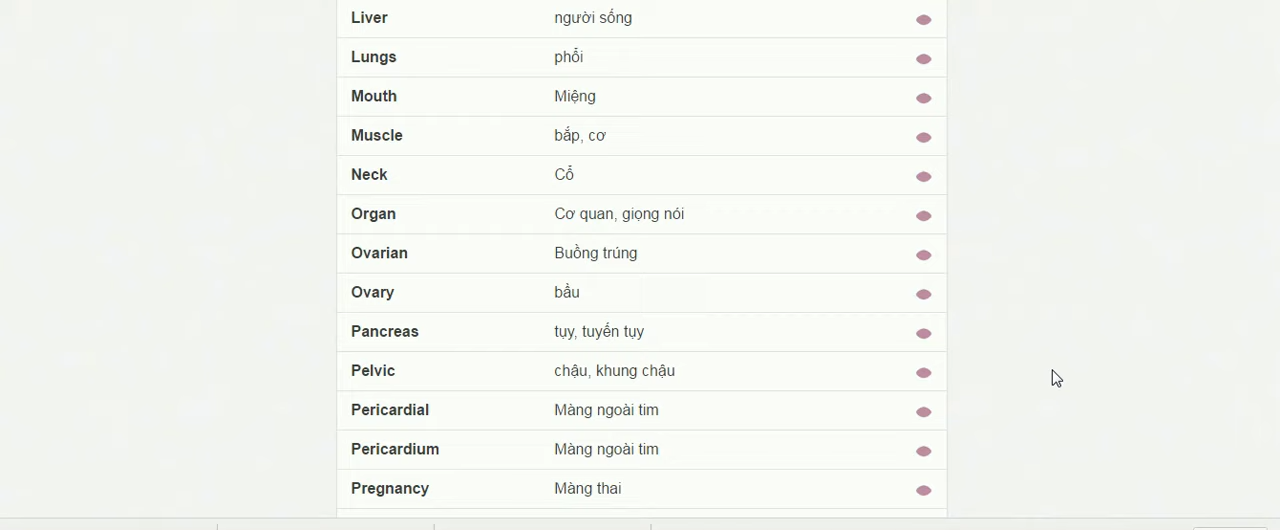 Liver người sống
Lungs phổi
Mouth Miệng
Muscle bắp, cơ
Neck Cổ
Organ Cơ quan, giọng nói
Ovarian Buồng trúng
Ovary bầu
Pancreas tụy, tuyến tụy
Pelvic chậu, khung chậu
Pericardial Màng ngoài tim
Pericardium Màng ngoài tim
Pregnancy Màng thai